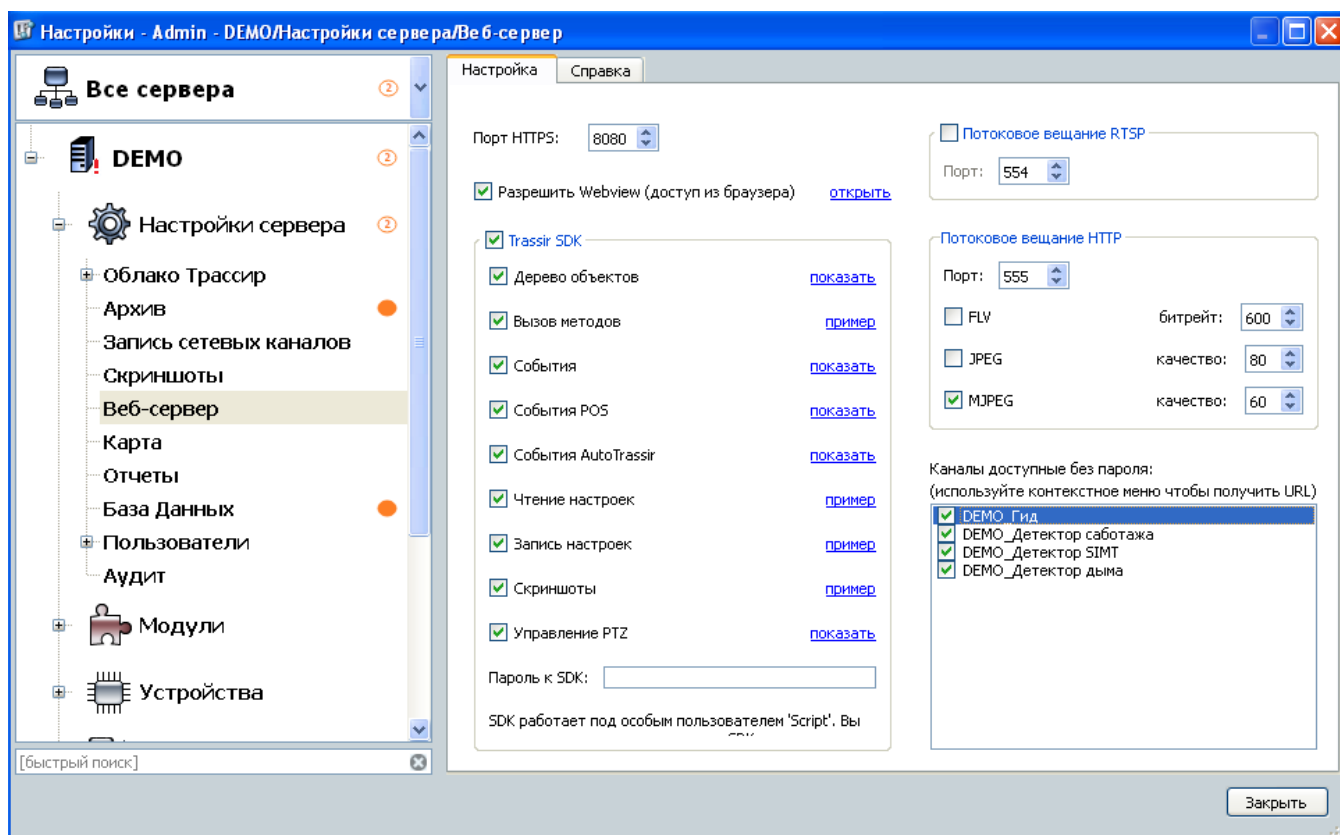 Настройки - Admin - DEMO/Настройки сервера/Веб-сервер
Все сервера 2
DEMO 2
Настройки сервера 2
Облако Трассир
Архив
Запись сетевых каналов
Скриншоты
Веб-сервер
Карта
Отчеты
База Данных
Пользователи
Аудит
Модули
Устройства
[быстрый поиск]
Настройка Справка
Порт HTTPS: 8080
Разрешить Webview (доступ из браузера) открыть
Trassir SDK
Дерево объектов показать
Вызов методов пример
События показать
События POS показать
События AutoTrassir показать
Чтение настроек пример
Запись настроек пример
Скриншоты пример
Управление PTZ показать
Пароль к SDK:
SDK работает под особым пользователем 'Script'. Вы
Потоковое вещание RTSP
Порт: 554
Потоковое вещание HTTP
Порт: 555
FLV битрейт: 600
JPEG качество: 80
MJPEG качество: 60
Каналы доступные без пароля:
(используйте контекстное меню чтобы получить URL)
DEMO_Гид
DEMO_Детектор саботажа
DEMO_Детектор SIMT
DEMO_Детектор дыма
Закрыть